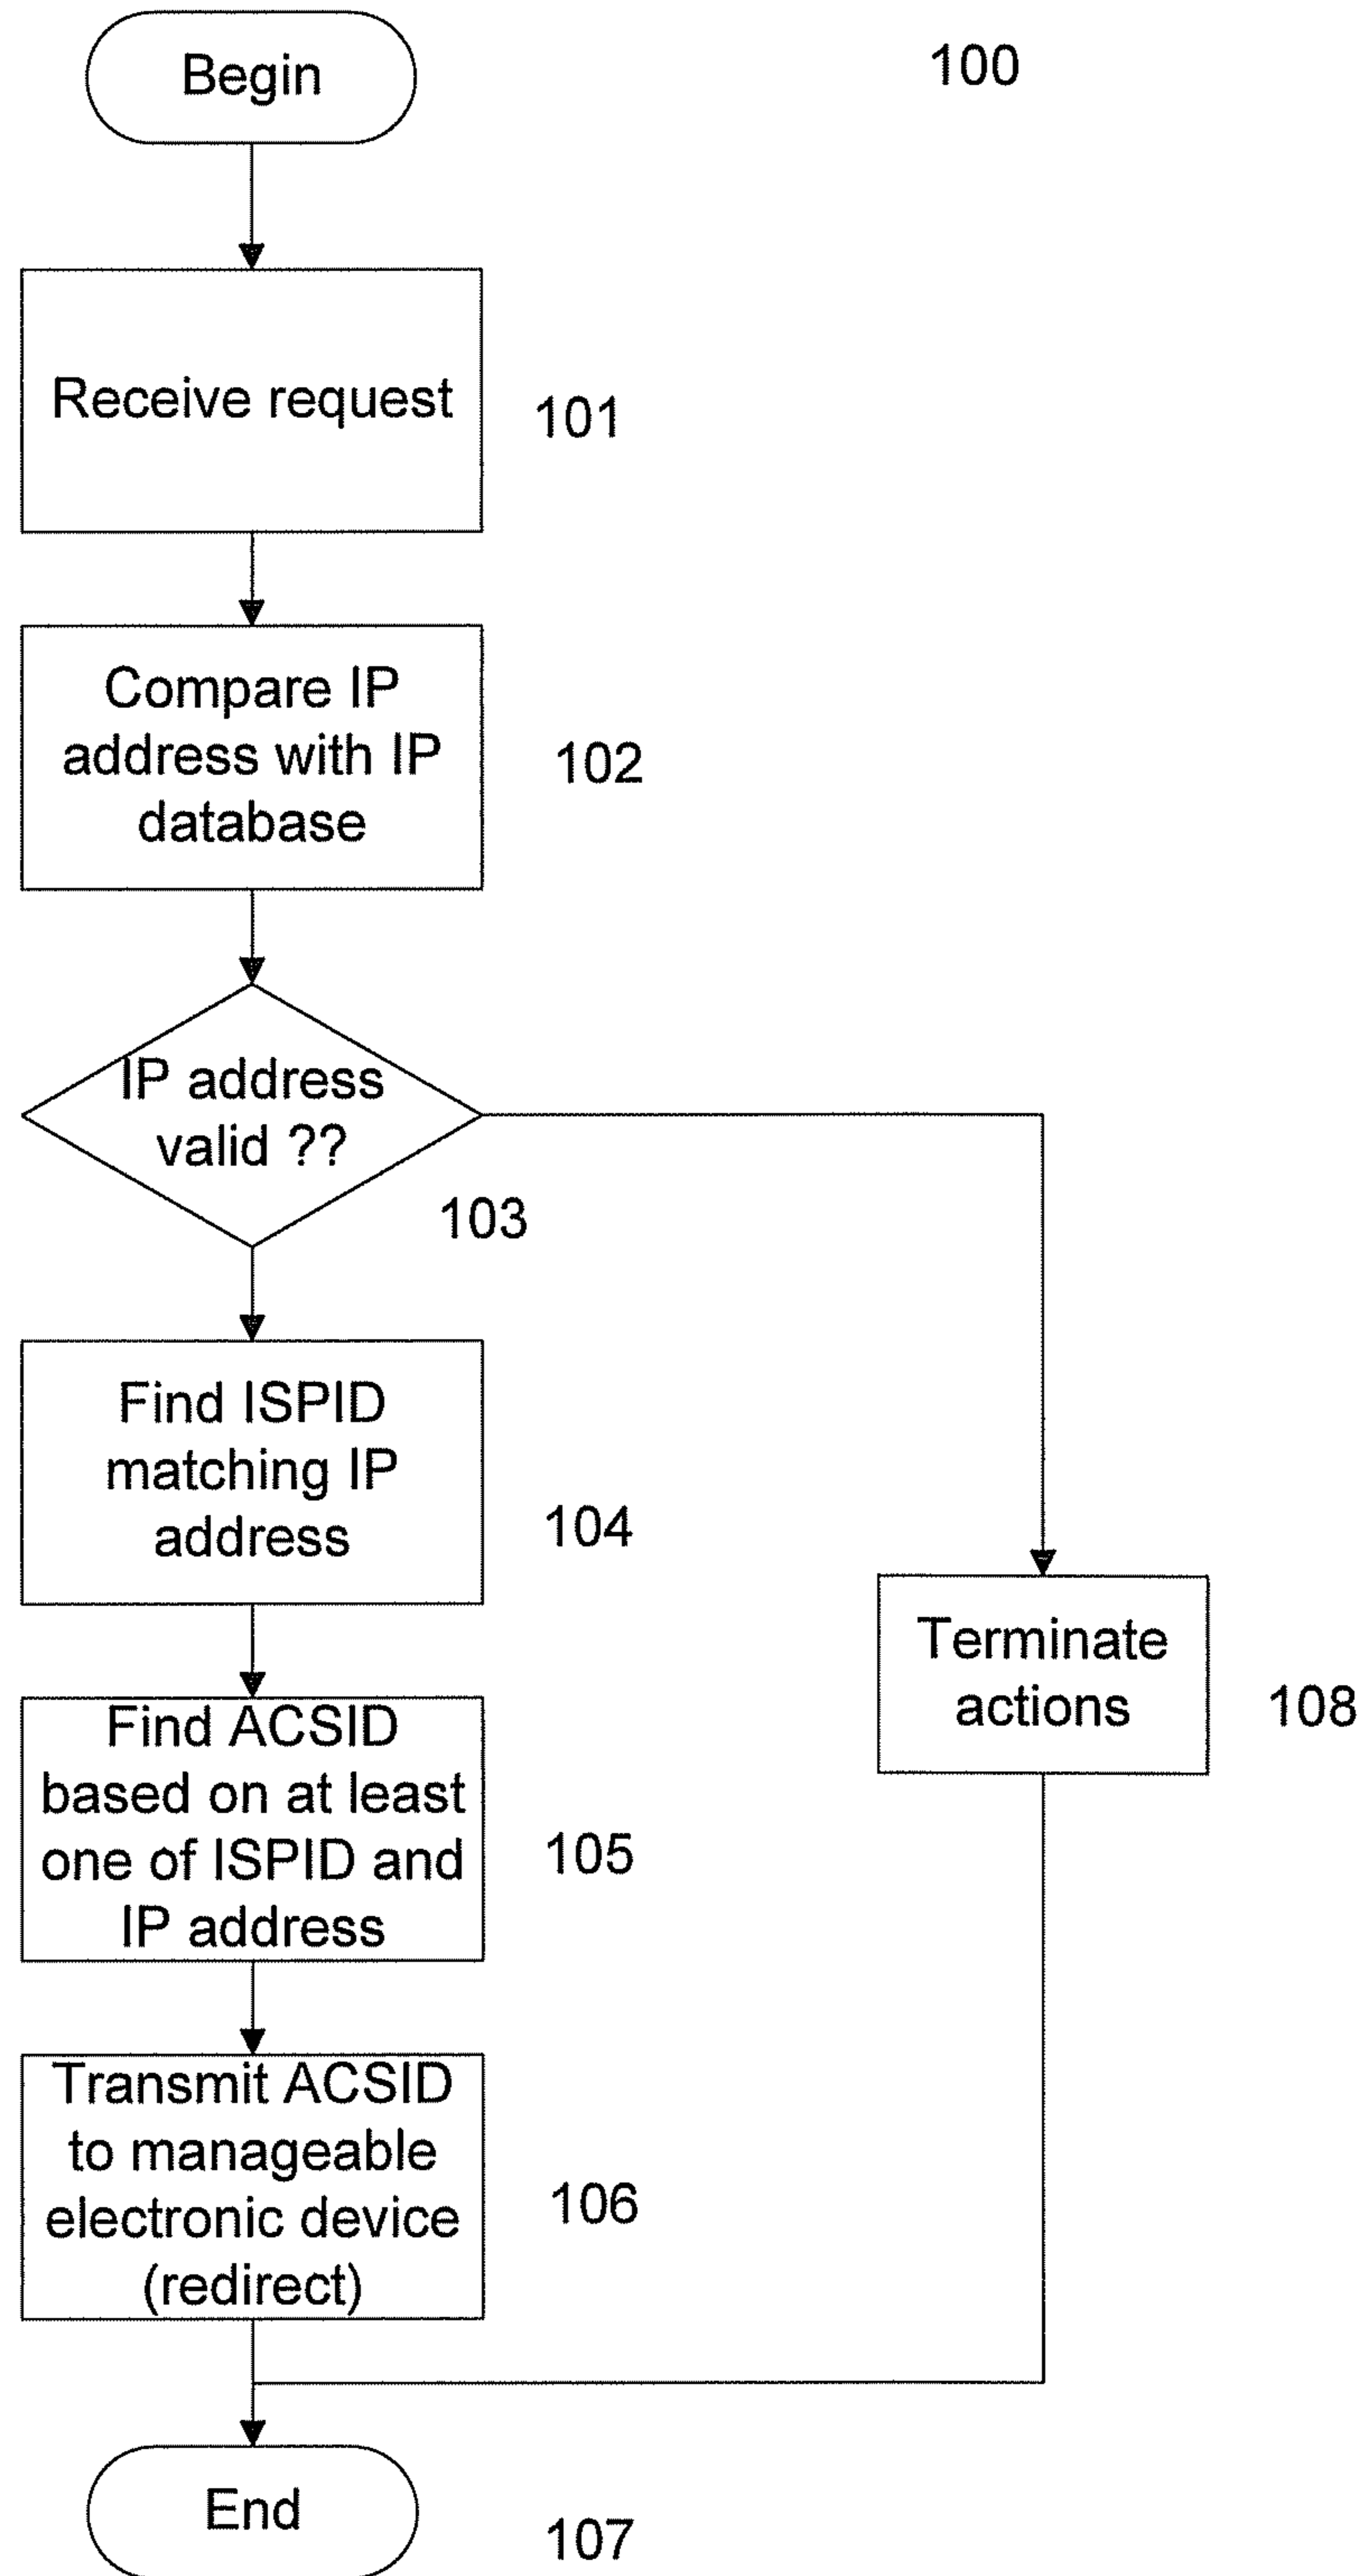 Begin
100
Receive request
101
Compare IP
address with IP
database
102
IP address
valid ??
103
Find ISPID
matching IP
address
104
Terminate
actions
108
Find ACSID
based on at least
one of ISPID and
IP address
105
Transmit ACSID
to manageable
electronic device
(redirect)
106
End
107